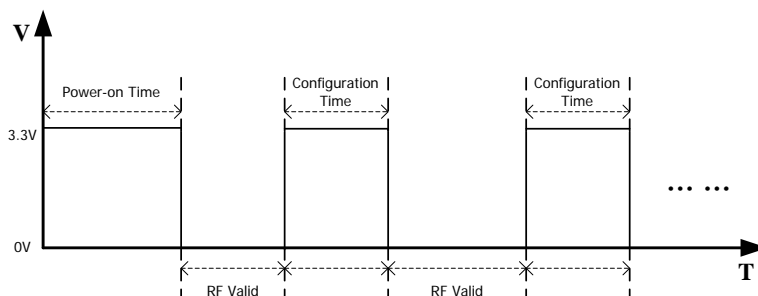 V
Power-on Time
Configuration
Time
Configuration
Time
3.3V
... ...
0V
T
RF Valid
RF Valid